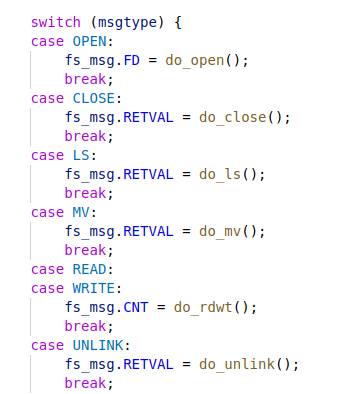 switch (msgtype) {
case OPEN:
    fs_msg.FD = do_open();
    break;
case CLOSE:
    fs_msg.RETVAL = do_close();
    break;
case LS:
    fs_msg.RETVAL = do_ls();
    break;
case MV:
    fs_msg.RETVAL = do_mv();
    break;
case READ:
case WRITE:
    fs_msg.CNT = do_rdwt();
    break;
case UNLINK:
    fs_msg.RETVAL = do_unlink();
    break;